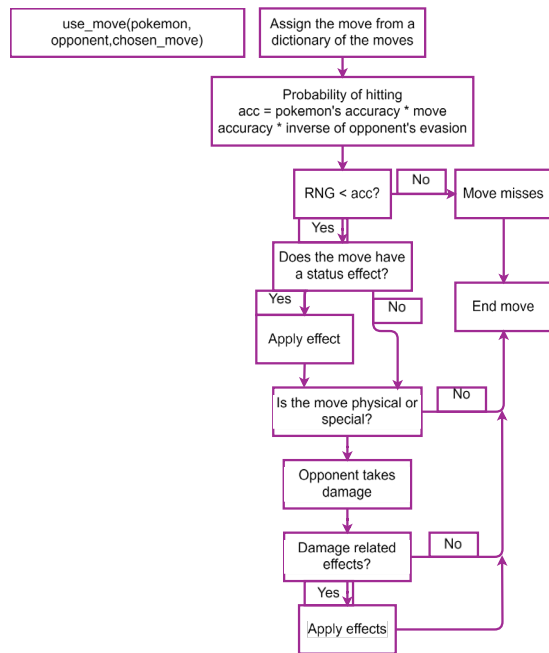 use_move(pokemon,
opponent,chosen_move)
Assign the move from a
dictionary of the moves
Probability of hitting
acc = pokemon's accuracy * move
accuracy * inverse of opponent's evasion
RNG < acc?
No
Move misses
Yes
Does the move have
a status effect?
Yes
No
End move
Apply effect
Is the move physical or
special?
No
Opponent takes
damage
Damage related
effects?
No
Yes
Apply effects